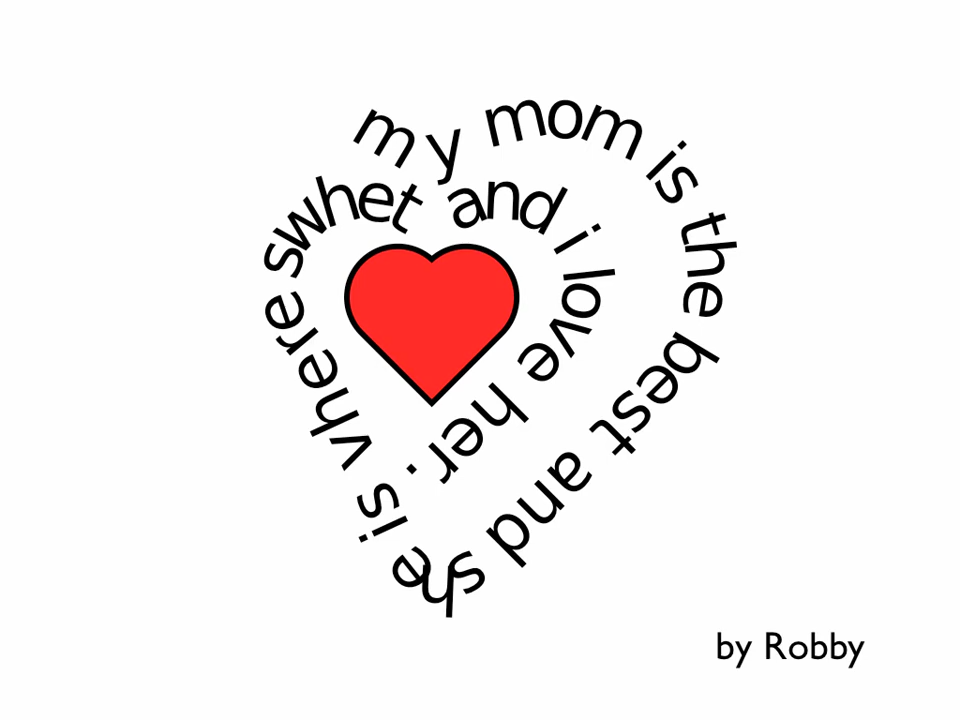 my mom is the best and she is vhere swhet and i love her.
by Robby